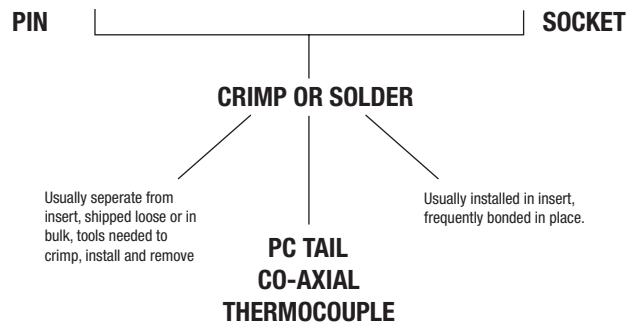 PIN
SOCKET
CRIMP OR SOLDER
Usually seperate from
insert, shipped loose or in
bulk, tools needed to
crimp, install and remove
Usually installed in insert,
frequently bonded in place.
PC TAIL
CO-AXIAL
THERMOCOUPLE